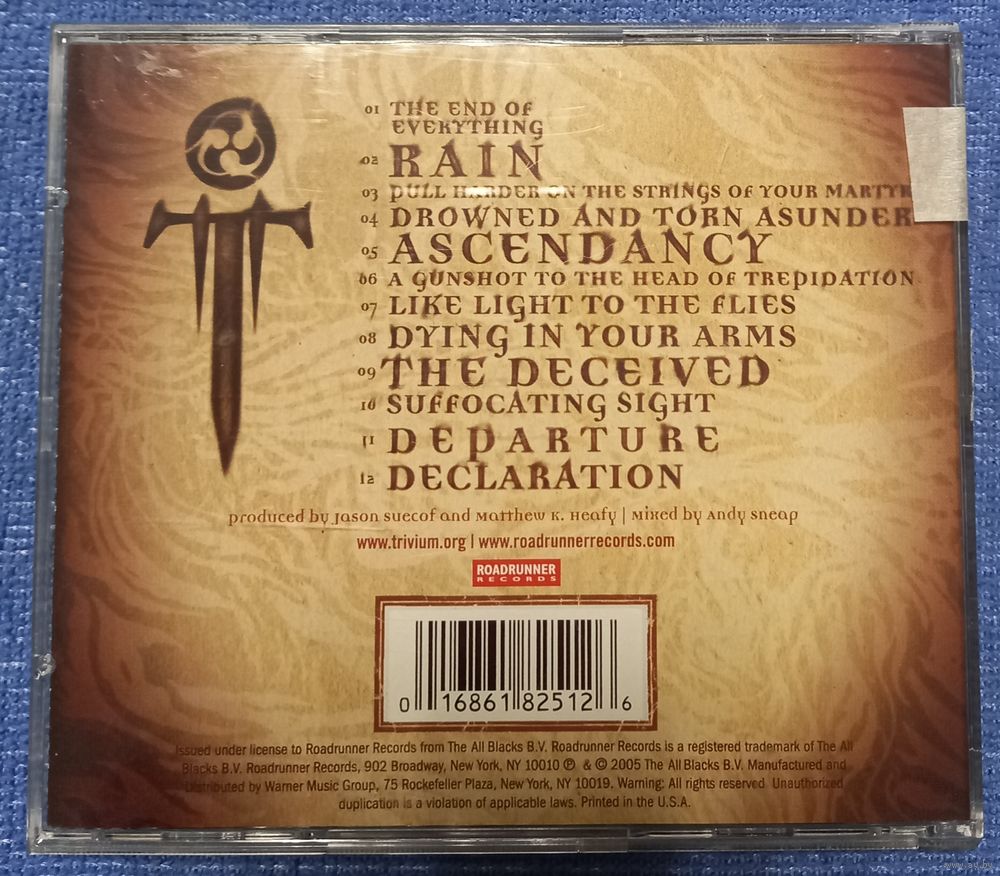 01 THE END OF
EVERYTHING
02 RAIN
03 PULL HARDER ON THE STRINGS OF YOUR MARTYR
04 DROWNED AND TORN ASUNDER
05 ASCENDANCY
06 A GUNSHOT TO THE HEAD OF TREPIDATION
07 LIKE LIGHT TO THE FLIES
08 DYING IN YOUR ARMS
09 THE DECEIVED
10 SUFFOCATING SIGHT
11 DEPARTURE
12 DECLARATION
produced by Jason Suecof and Matthew K. Heafy | Mixed by Andy Sneap
www.trivium.org | www.roadrunnerrecords.com
ROADRUNNER
RECORDS
0 16861 82512 6
Issued under license to Roadrunner Records from The All Blacks B.V. Roadrunner Records is a registered trademark of The All
Blacks B.V. Roadrunner Records, 902 Broadway, New York, NY 10010 ℗ & © 2005 The All Blacks B.V. Manufactured and
Distributed by Warner Music Group, 75 Rockefeller Plaza, New York, NY 10019. Warning: All rights reserved. Unauthorized
duplication is a violation of applicable laws. Printed in the U.S.A.
www.ay.by